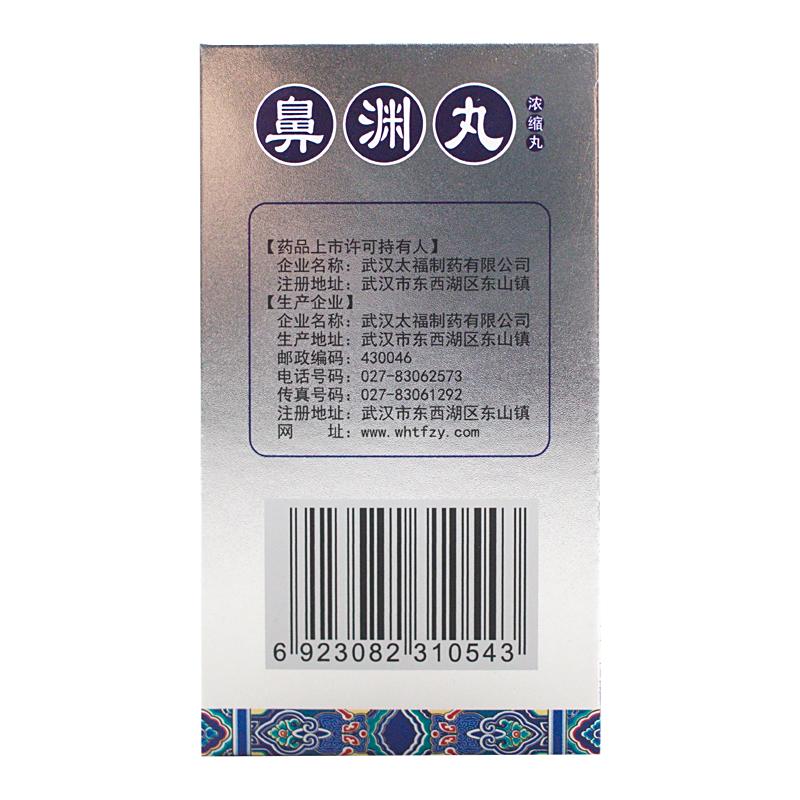 鼻渊丸
浓缩丸
【药品上市许可持有人】
企业名称：武汉太福制药有限公司
注册地址：武汉市东西湖区东山镇
【生产企业】
企业名称：武汉太福制药有限公司
生产地址：武汉市东西湖区东山镇
邮政编码：430046
电话号码：027-83062573
传真号码：027-83061292
注册地址：武汉市东西湖区东山镇
网　　址：www.whtfzy.com
6 923082 310543